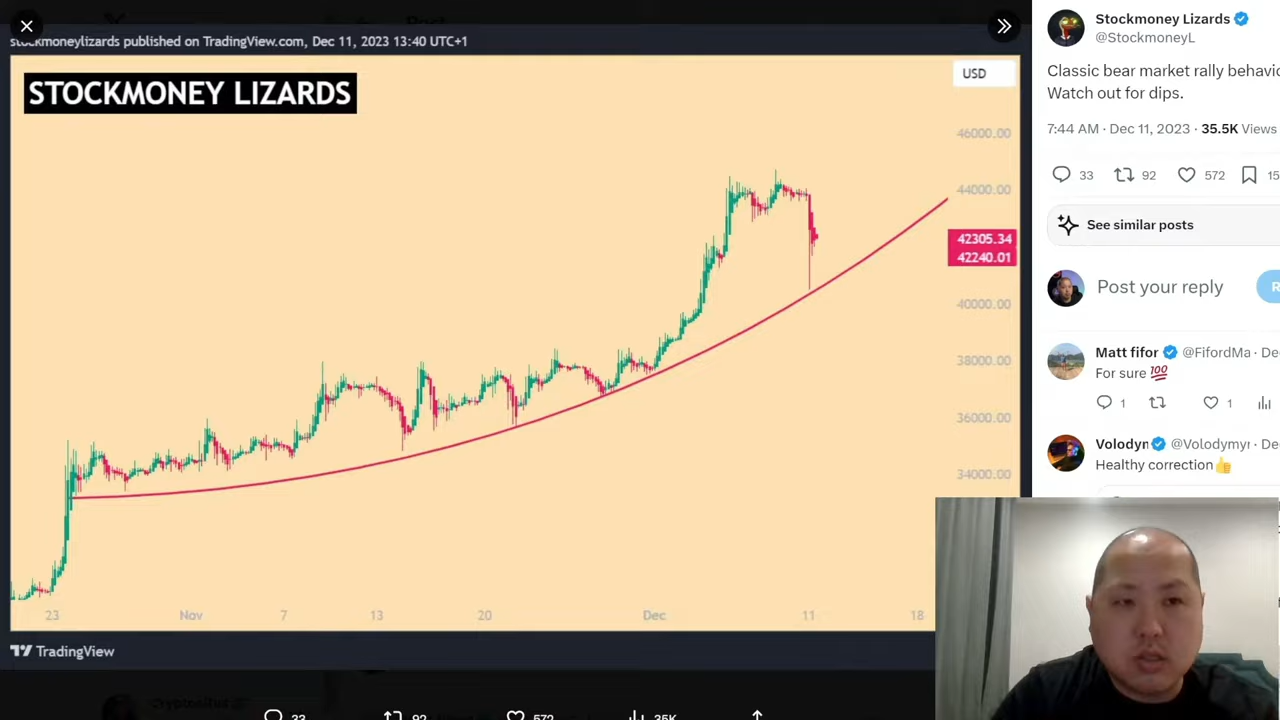 Post
stockmoneylizards published on TradingView.com, Dec 11, 2023 13:40 UTC+1
STOCKMONEY LIZARDS
USD
46000.00
44000.00
42305.34
42240.01
40000.00
38000.00
36000.00
34000.00
23 Nov 7 13 20 Dec 11 18
TradingView
33 92 572 35K
Stockmoney Lizards
@StockmoneyL
Classic bear market rally behavio
Watch out for dips.
7:44 AM · Dec 11, 2023 · 35.5K Views
33 92 572 15
See similar posts
Post your reply
R
Matt fifor @FifordMa · De
For sure 💯
1 1
Volodyn @Volodymyr · De
Healthy correction👍